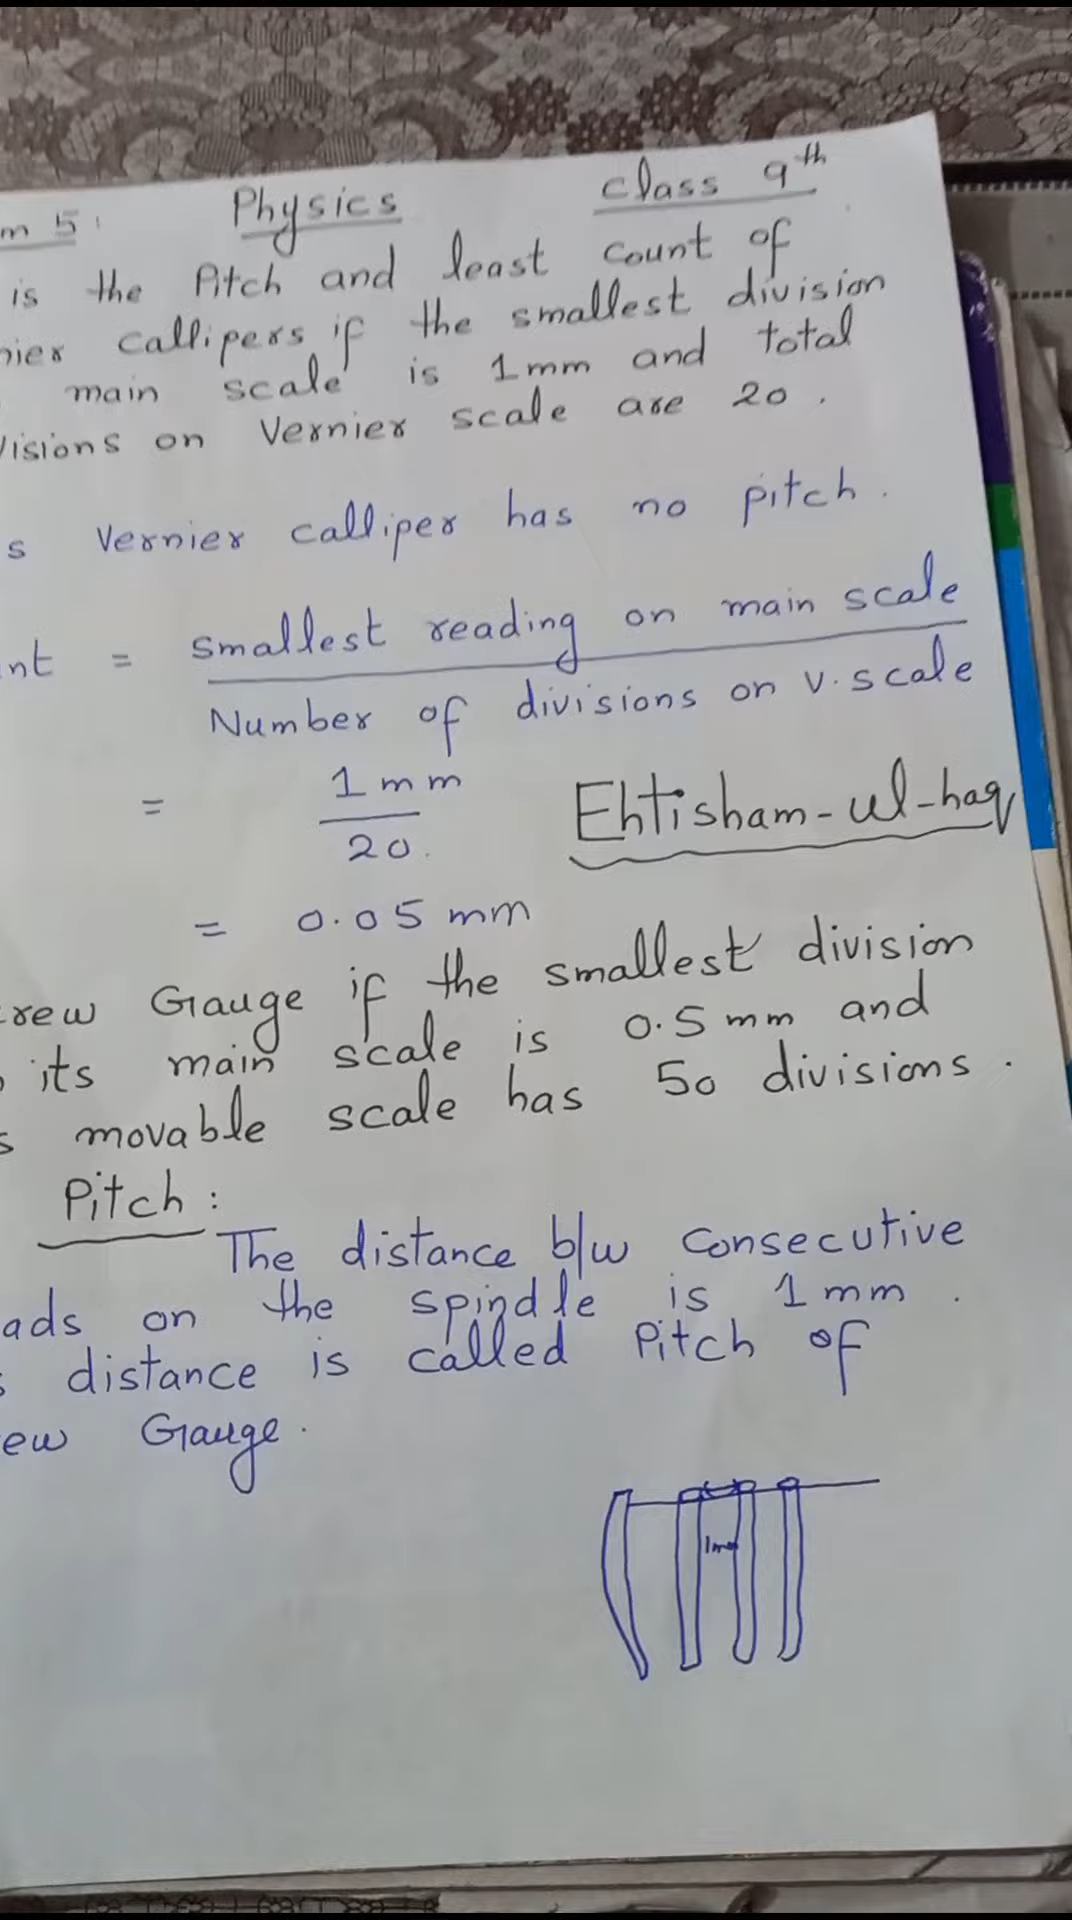 m 5:
Physics
class 9th
is the Pitch and least count of
nier callipers if the smallest division
main scale is 1mm and total
visions on Vernier scale are 20.
s Vernier calliper has no pitch.
nt = smallest reading on main scale
Number of divisions on V.scale
= 1mm
20.
Ehtisham-ul-haq
= 0.05 mm
rew Gauge if the smallest division
its main scale is 0.5mm and
s movable scale has 50 divisions.
Pitch:
The distance b/w consecutive
ads on the spindle is 1mm.
s distance is called Pitch of
ew Gauge.
1mm